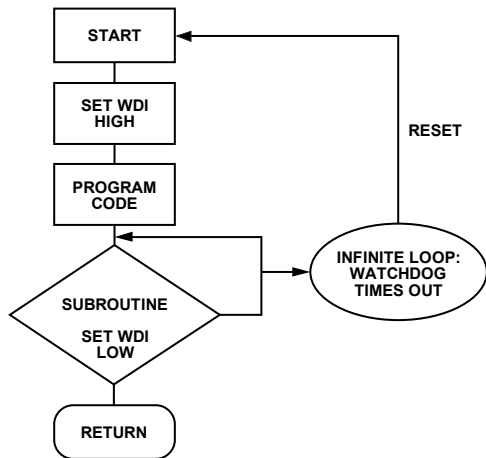 START
SET WDI
HIGH
PROGRAM
CODE
RESET
INFINITE LOOP:
WATCHDOG
TIMES OUT
SUBROUTINE
SET WDI
LOW
RETURN